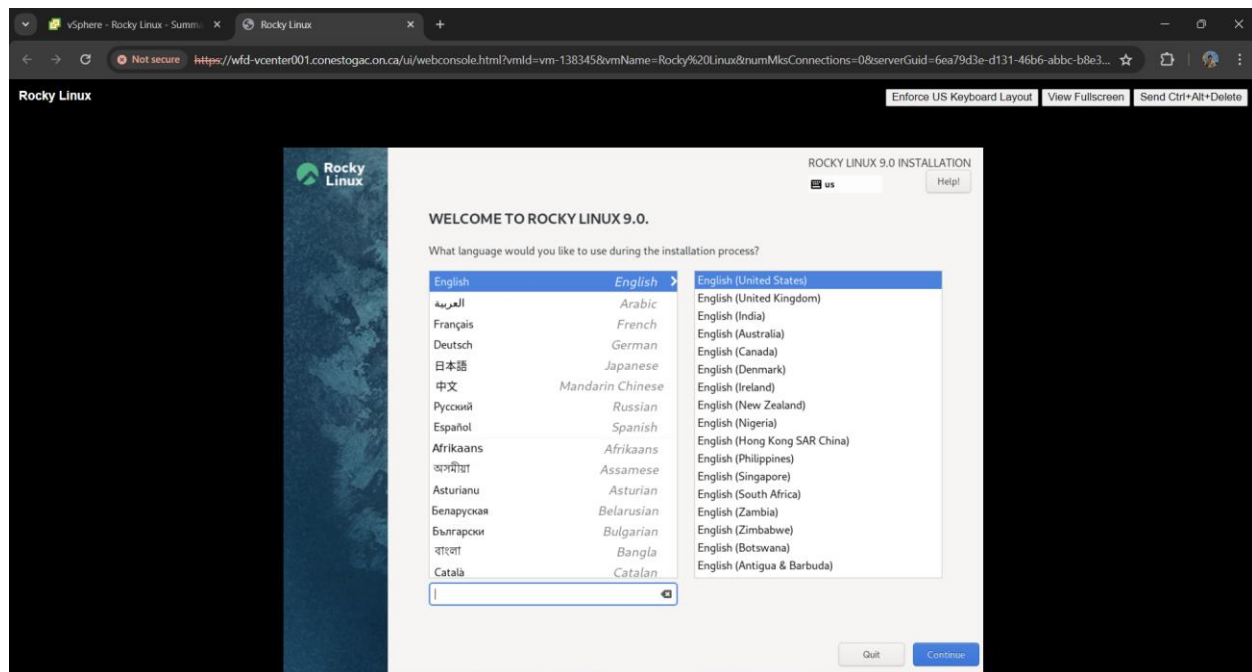 vSphere - Rocky Linux - Summa
Rocky Linux
Not secure https://wfd-vcenter001.conestogac.on.ca/ui/webconsole.html?vmId=vm-138345&vmName=Rocky%20Linux&numMksConnections=0&serverGuid=6ea79d3e-d131-46b6-abbc-b8e3...
Rocky Linux
Enforce US Keyboard Layout View Fullscreen Send Ctrl+Alt+Delete
Rocky
Linux
ROCKY LINUX 9.0 INSTALLATION
us
Help!
WELCOME TO ROCKY LINUX 9.0.
What language would you like to use during the installation process?
English English
العربية Arabic
Français French
Deutsch German
日本語 Japanese
中文 Mandarin Chinese
Русский Russian
Español Spanish
Afrikaans Afrikaans
অসমীয়া Assamese
Asturianu Asturian
Беларуская Belarusian
Български Bulgarian
বাংলা Bangla
Català Catalan
English (United States)
English (United Kingdom)
English (India)
English (Australia)
English (Canada)
English (Denmark)
English (Ireland)
English (New Zealand)
English (Nigeria)
English (Hong Kong SAR China)
English (Philippines)
English (Singapore)
English (South Africa)
English (Zambia)
English (Zimbabwe)
English (Botswana)
English (Antigua & Barbuda)
Quit Continue